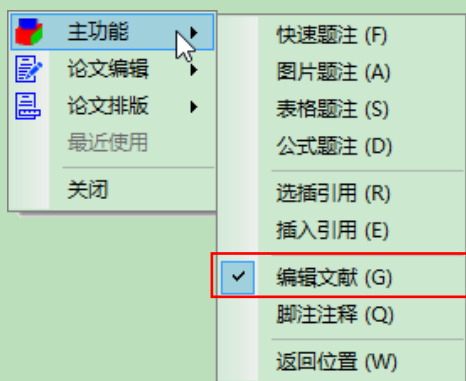 主功能
论文编辑
论文排版
最近使用
关闭
快速题注 (F)
图片题注 (A)
表格题注 (S)
公式题注 (D)
选插引用 (R)
插入引用 (E)
编辑文献 (G)
脚注注释 (Q)
返回位置 (W)